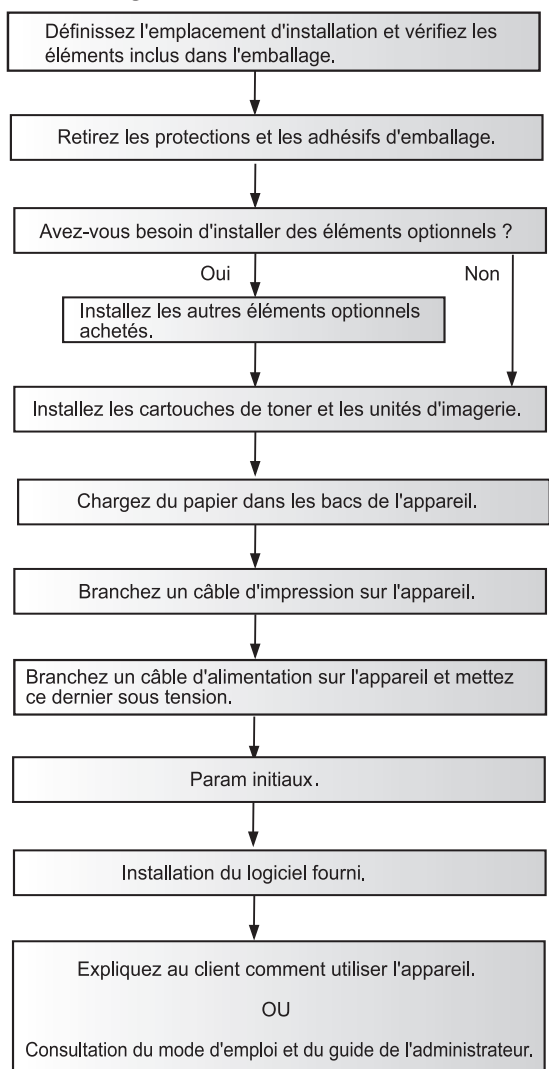 Définissez l'emplacement d'installation et vérifiez les
éléments inclus dans l'emballage.
Retirez les protections et les adhésifs d'emballage.
Avez-vous besoin d'installer des éléments optionnels ?
Oui Non
Installez les autres éléments optionnels
achetés.
Installez les cartouches de toner et les unités d'imagerie.
Chargez du papier dans les bacs de l'appareil.
Branchez un câble d'impression sur l'appareil.
Branchez un câble d'alimentation sur l'appareil et mettez
ce dernier sous tension.
Param initiaux.
Installation du logiciel fourni.
Expliquez au client comment utiliser l'appareil.
OU
Consultation du mode d'emploi et du guide de l'administrateur.